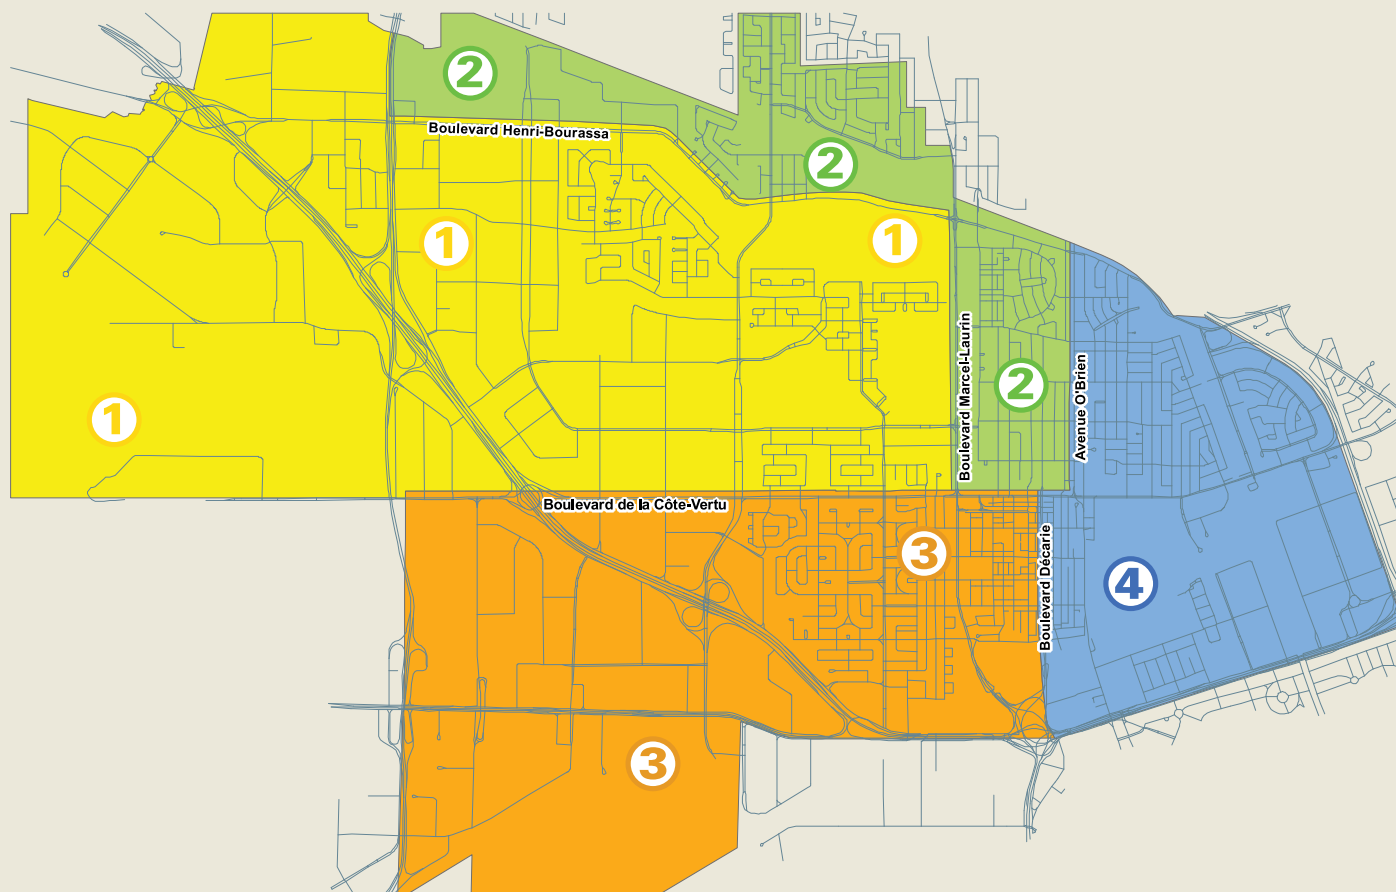 2
Boulevard Henri-Bourassa
2
1
1
Boulevard Marcel-Laurin
2
Avenue O'Brien
1
Boulevard de la Côte-Vertu
3
Boulevard Décarie
4
3